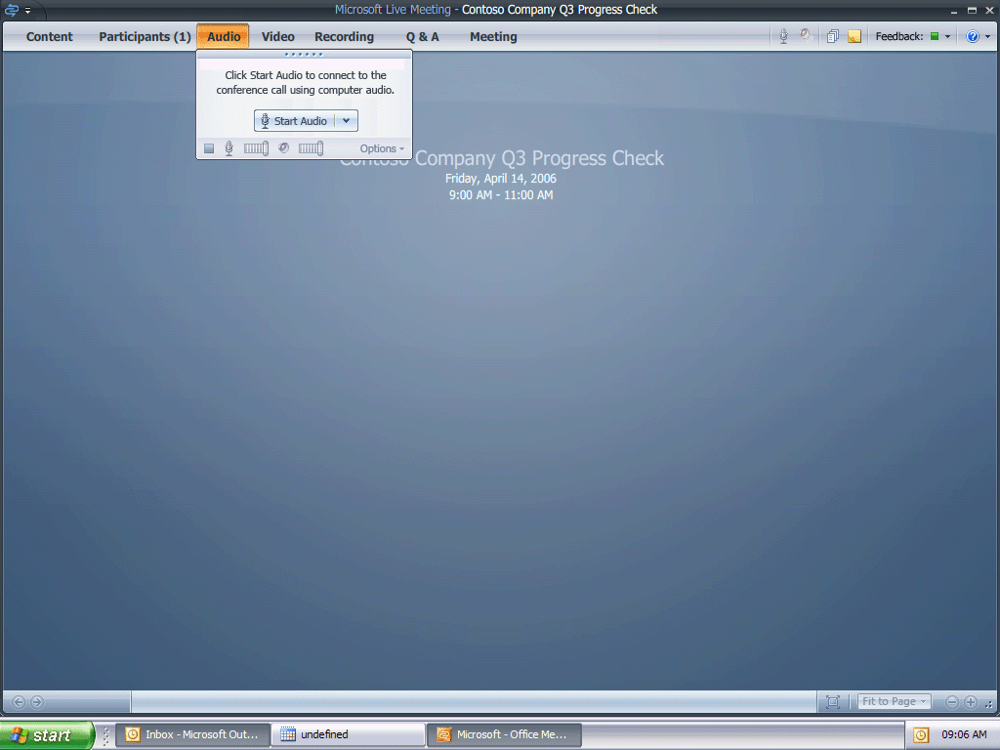 Microsoft Live Meeting - Contoso Company Q3 Progress Check
Content Participants (1) Audio Video Recording Q & A Meeting Feedback:
Click Start Audio to connect to the
conference call using computer audio.
Start Audio
Options
Contoso Company Q3 Progress Check
Friday, April 14, 2006
9:00 AM - 11:00 AM
Fit to Page
start Inbox - Microsoft Out... undefined Microsoft - Office Me... 09:06 AM